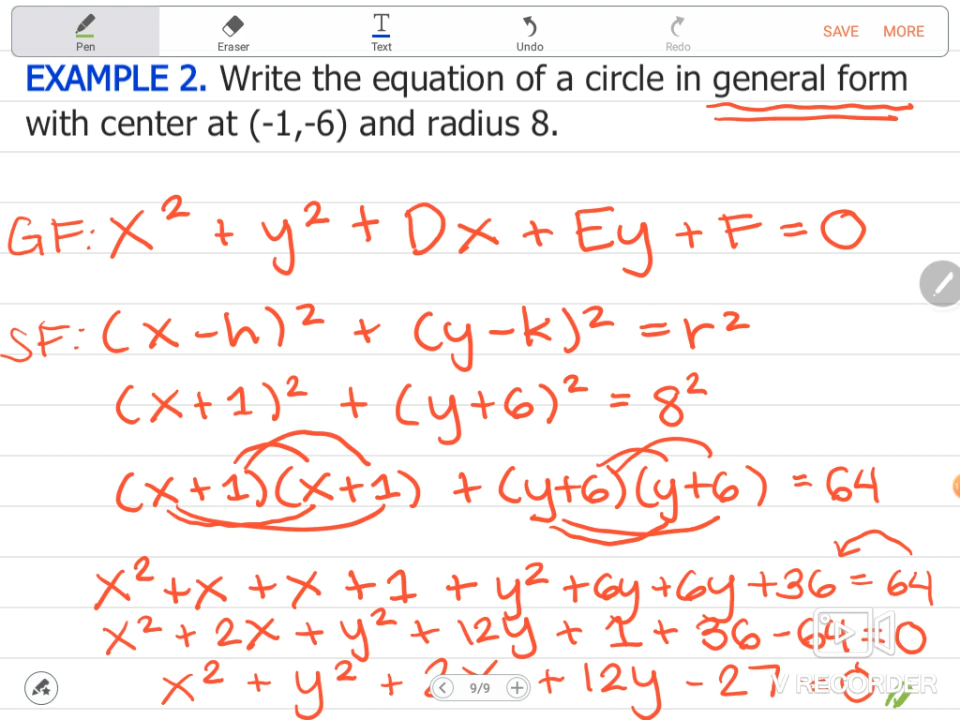 Pen Eraser Text Undo Redo SAVE MORE
EXAMPLE 2. Write the equation of a circle in general form
with center at (-1,-6) and radius 8.
GF: x² + y² + Dx + Ey + F = 0
SF: (x-h)² + (y-k)² = r²
(x+1)² + (y+6)² = 8²
(x+1)(x+1) + (y+6)(y+6) = 64
x² + x + x + 1 + y² + 6y + 6y + 36 = 64
x² + 2x + y² + 12y + 1 + 36 - 64 = 0
x² + y² + 2x + 12y - 27 = 0
9/9
V RECORDER